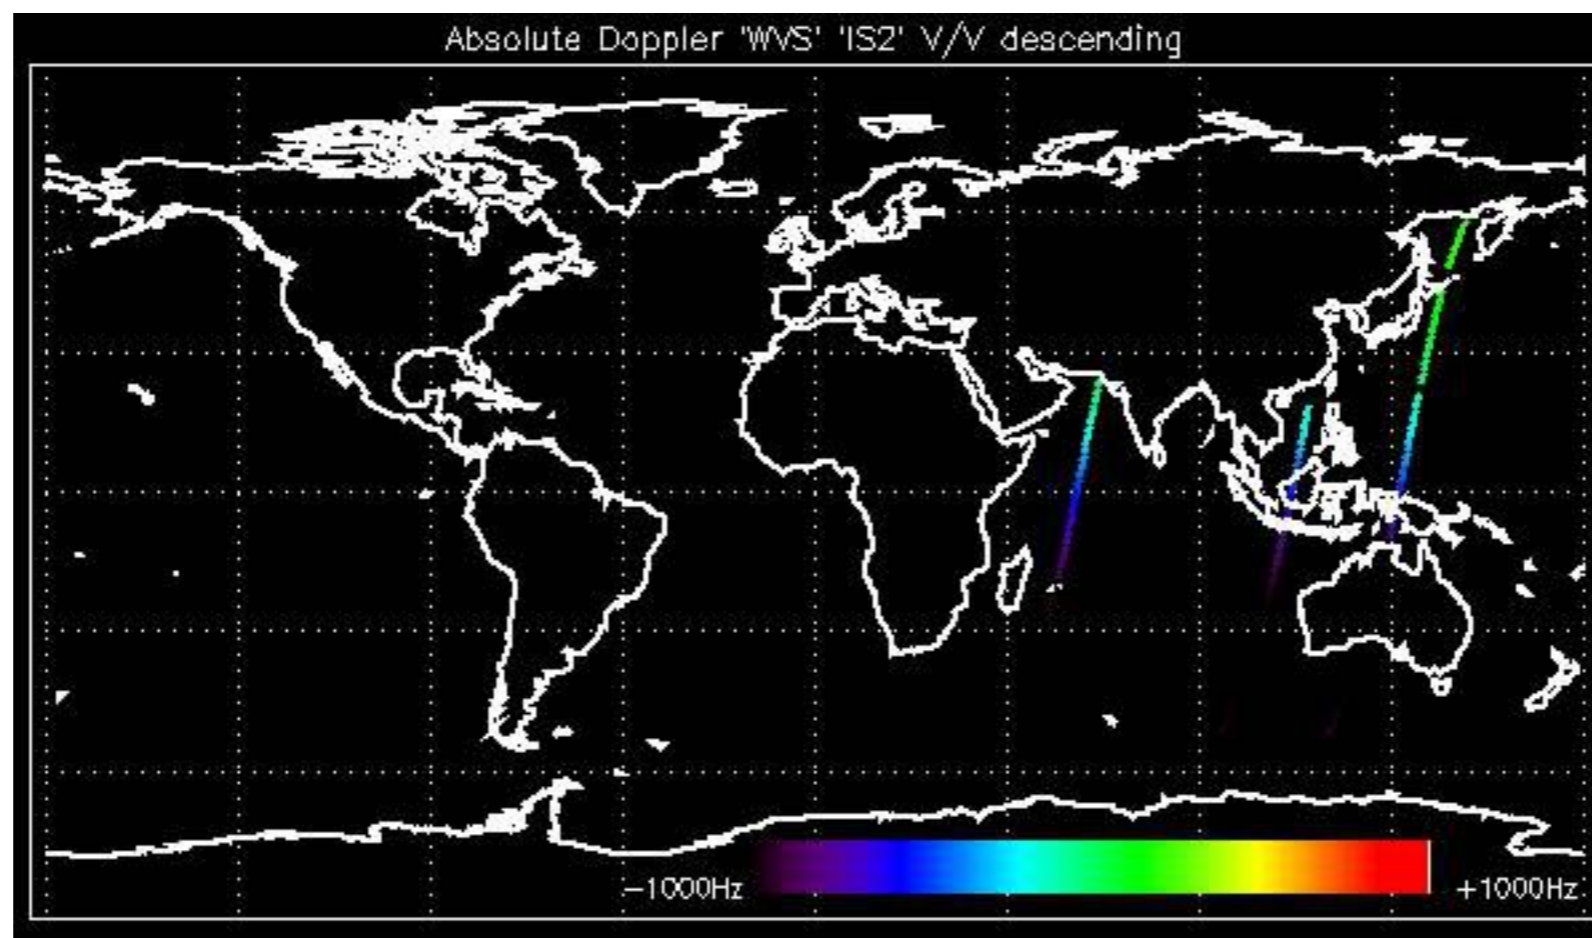 Absolute Doppler 'WVS' 'IS2' V/V descending
−1000Hz
+1000Hz